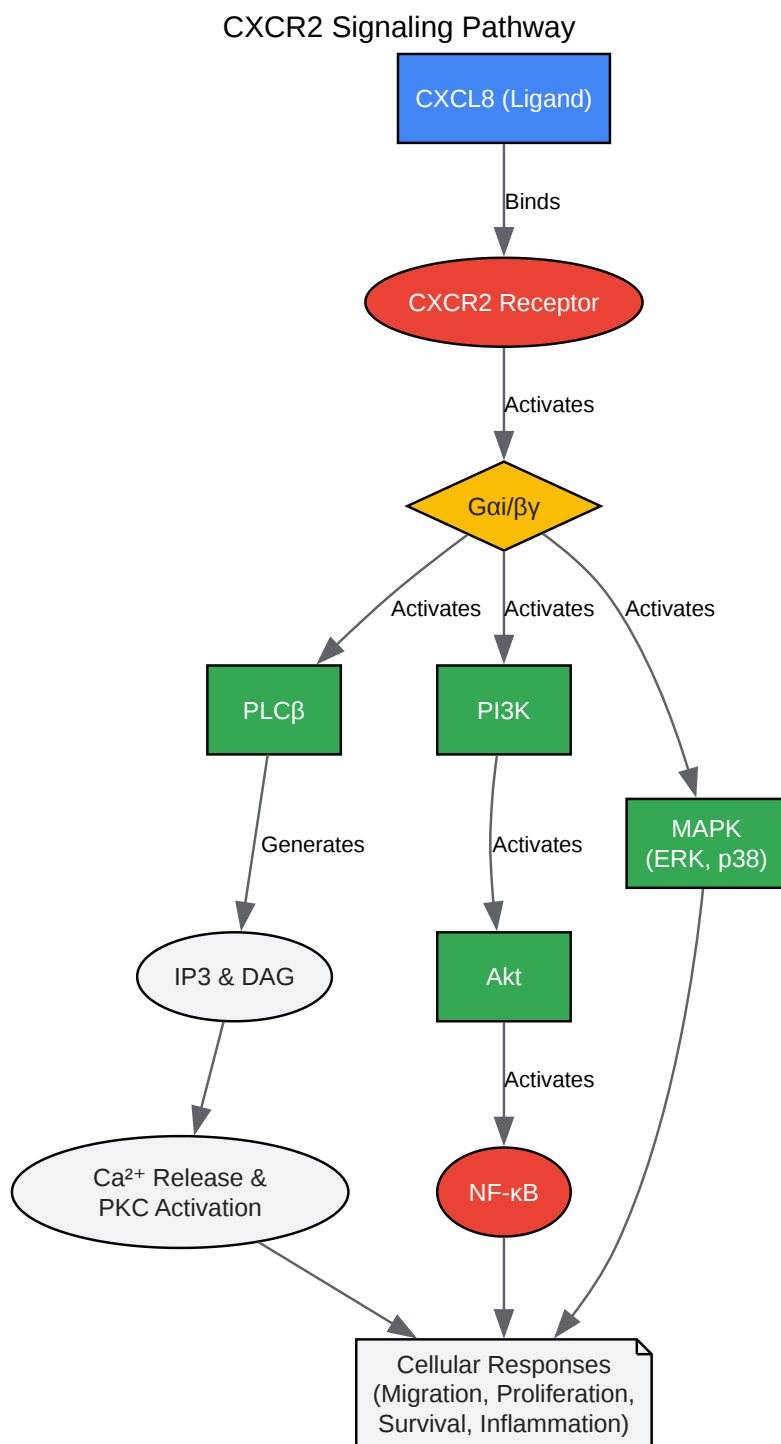 CXCR2 Signaling Pathway
CXCL8 (Ligand)
Binds
CXCR2 Receptor
Activates
Gαi/βγ
Activates
Activates
Activates
PLCβ
PI3K
MAPK
(ERK, p38)
Generates
Activates
IP3 & DAG
Akt
Activates
Ca²⁺ Release &
PKC Activation
NF-κB
Cellular Responses
(Migration, Proliferation,
Survival, Inflammation)